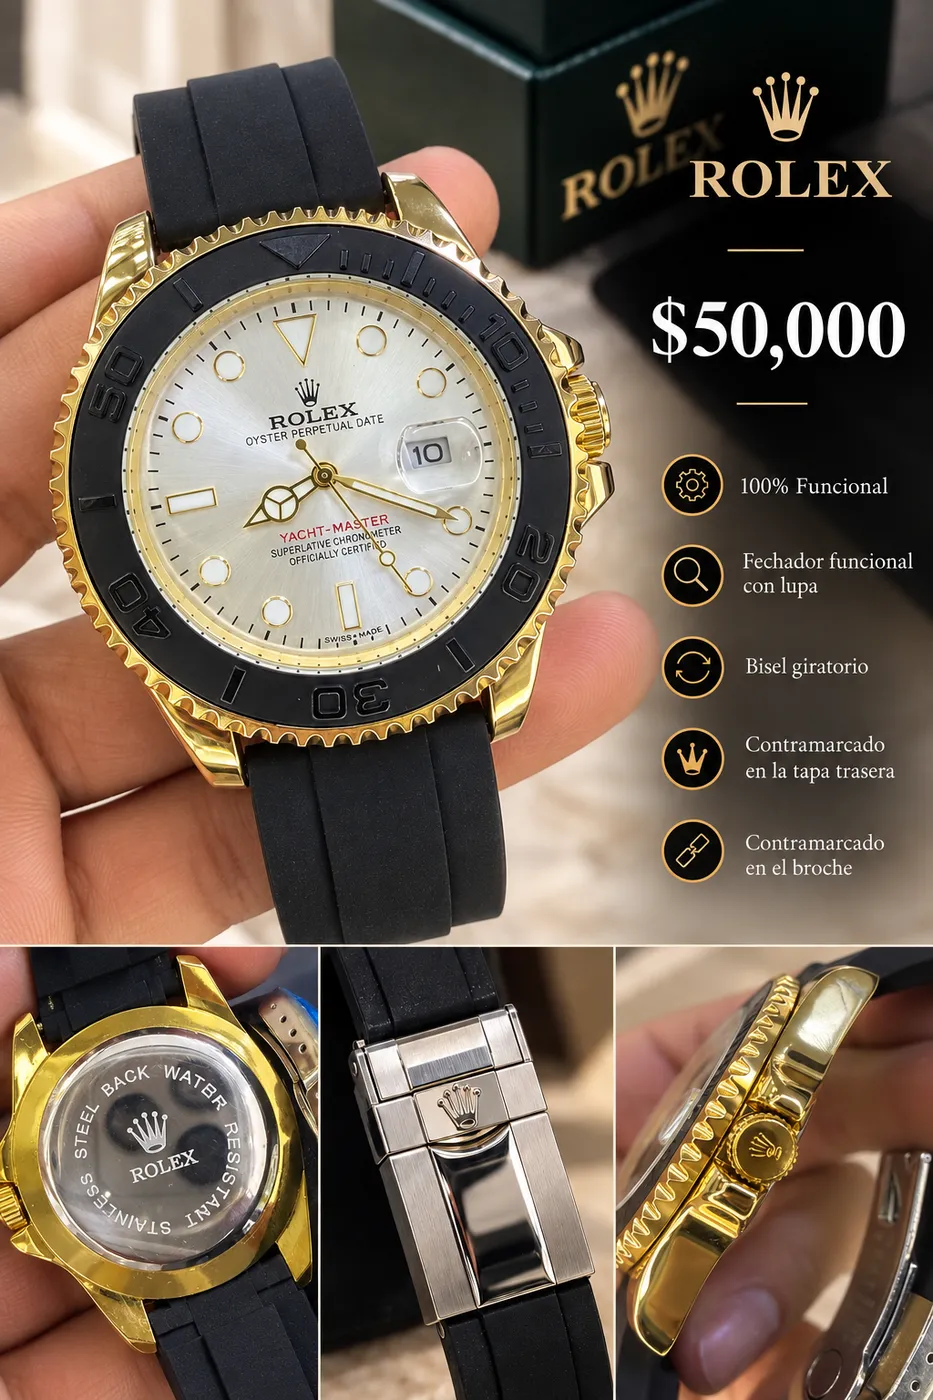 ROLEX
ROLEX
$50,000
100% Funcional
Fechador funcional
con lupa
Bisel giratorio
Contramarcado
en la tapa trasera
Contramarcado
en el broche
10
20
30
40
50
ROLEX
OYSTER PERPETUAL DATE
10
YACHT-MASTER
SUPERLATIVE CHRONOMETER
OFFICIALLY CERTIFIED
SWISS MADE
STAINLESS STEEL BACK WATER RESISTANT
ROLEX